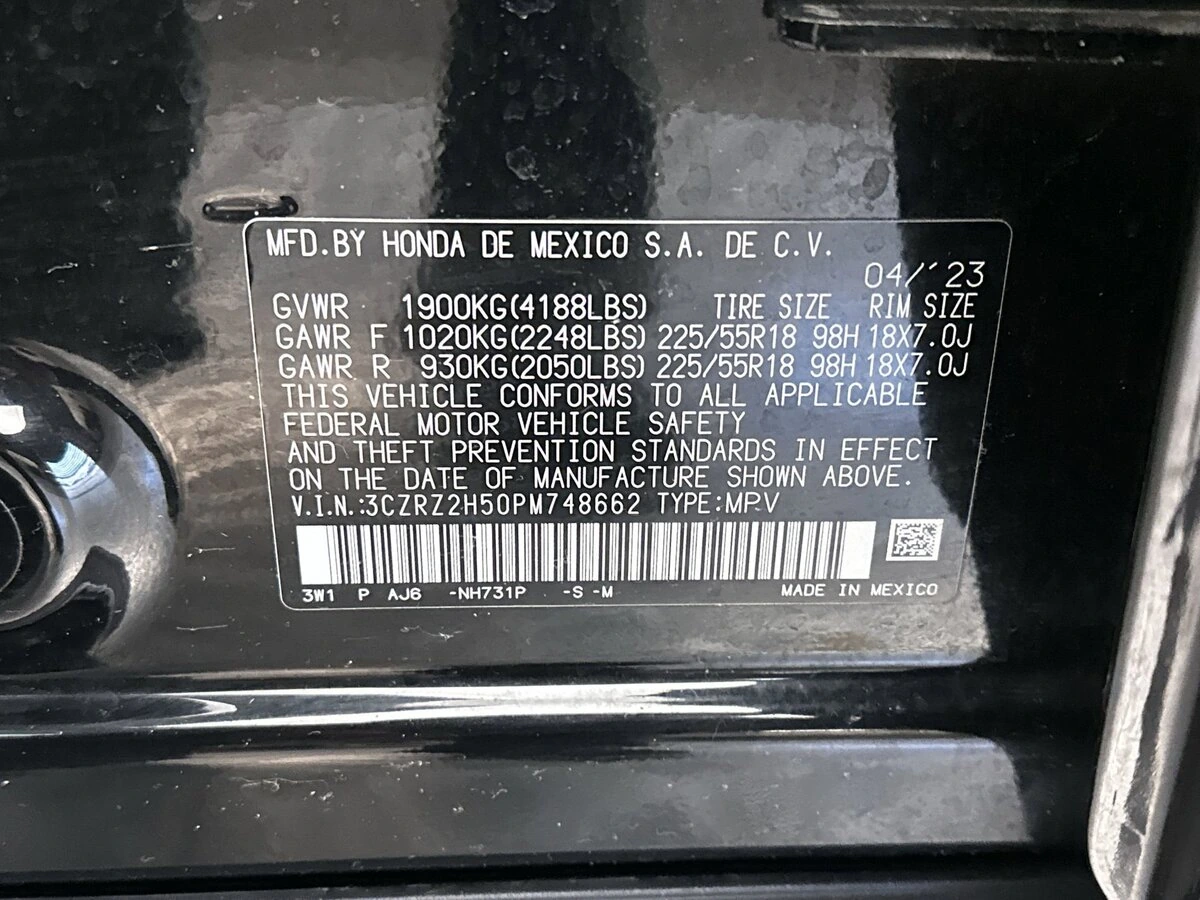 MFD.BY HONDA DE MEXICO S.A. DE C.V.
04/'23
GVWR 1900KG(4188LBS) TIRE SIZE RIM SIZE
GAWR F 1020KG(2248LBS) 225/55R18 98H 18X7.0J
GAWR R 930KG(2050LBS) 225/55R18 98H 18X7.0J
THIS VEHICLE CONFORMS TO ALL APPLICABLE
FEDERAL MOTOR VEHICLE SAFETY
AND THEFT PREVENTION STANDARDS IN EFFECT
ON THE DATE OF MANUFACTURE SHOWN ABOVE.
V.I.N.:3CZRZ2H50PM748662 TYPE:MPV
3W1 P AJ6 -NH731P -S -M MADE IN MEXICO